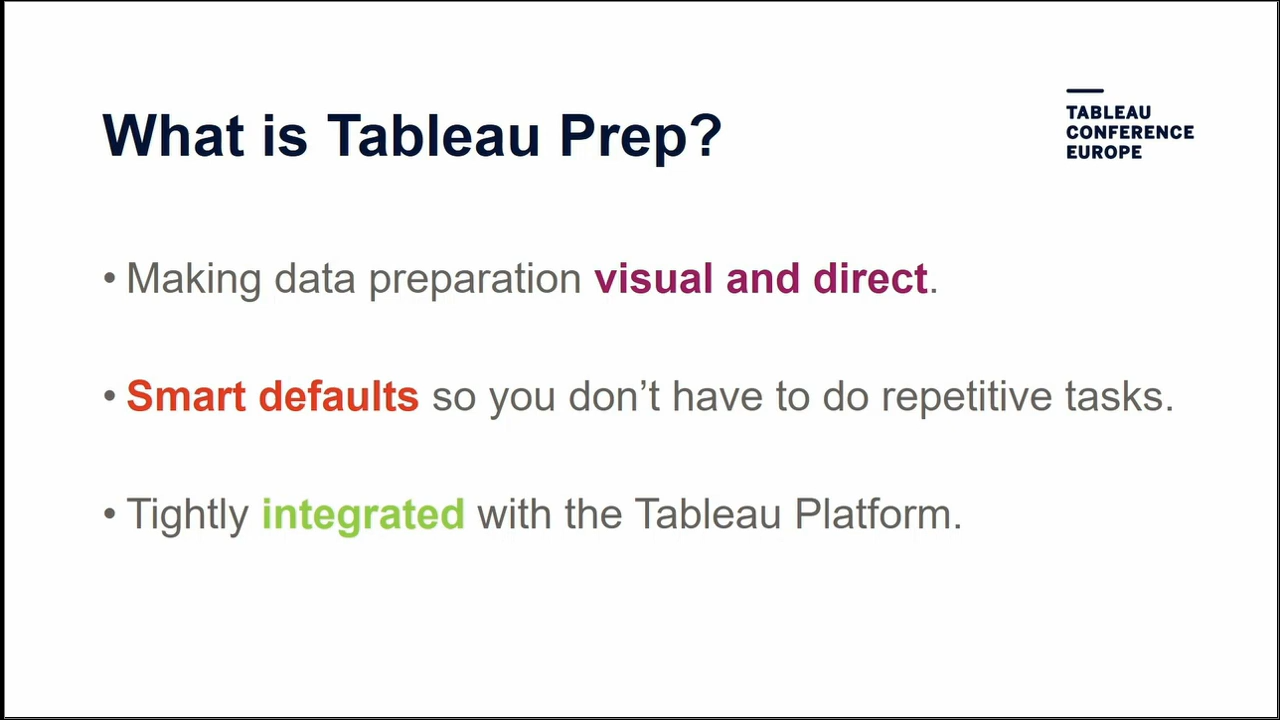 What is Tableau Prep?
TABLEAU
CONFERENCE
EUROPE
• Making data preparation visual and direct.
• Smart defaults so you don’t have to do repetitive tasks.
• Tightly integrated with the Tableau Platform.